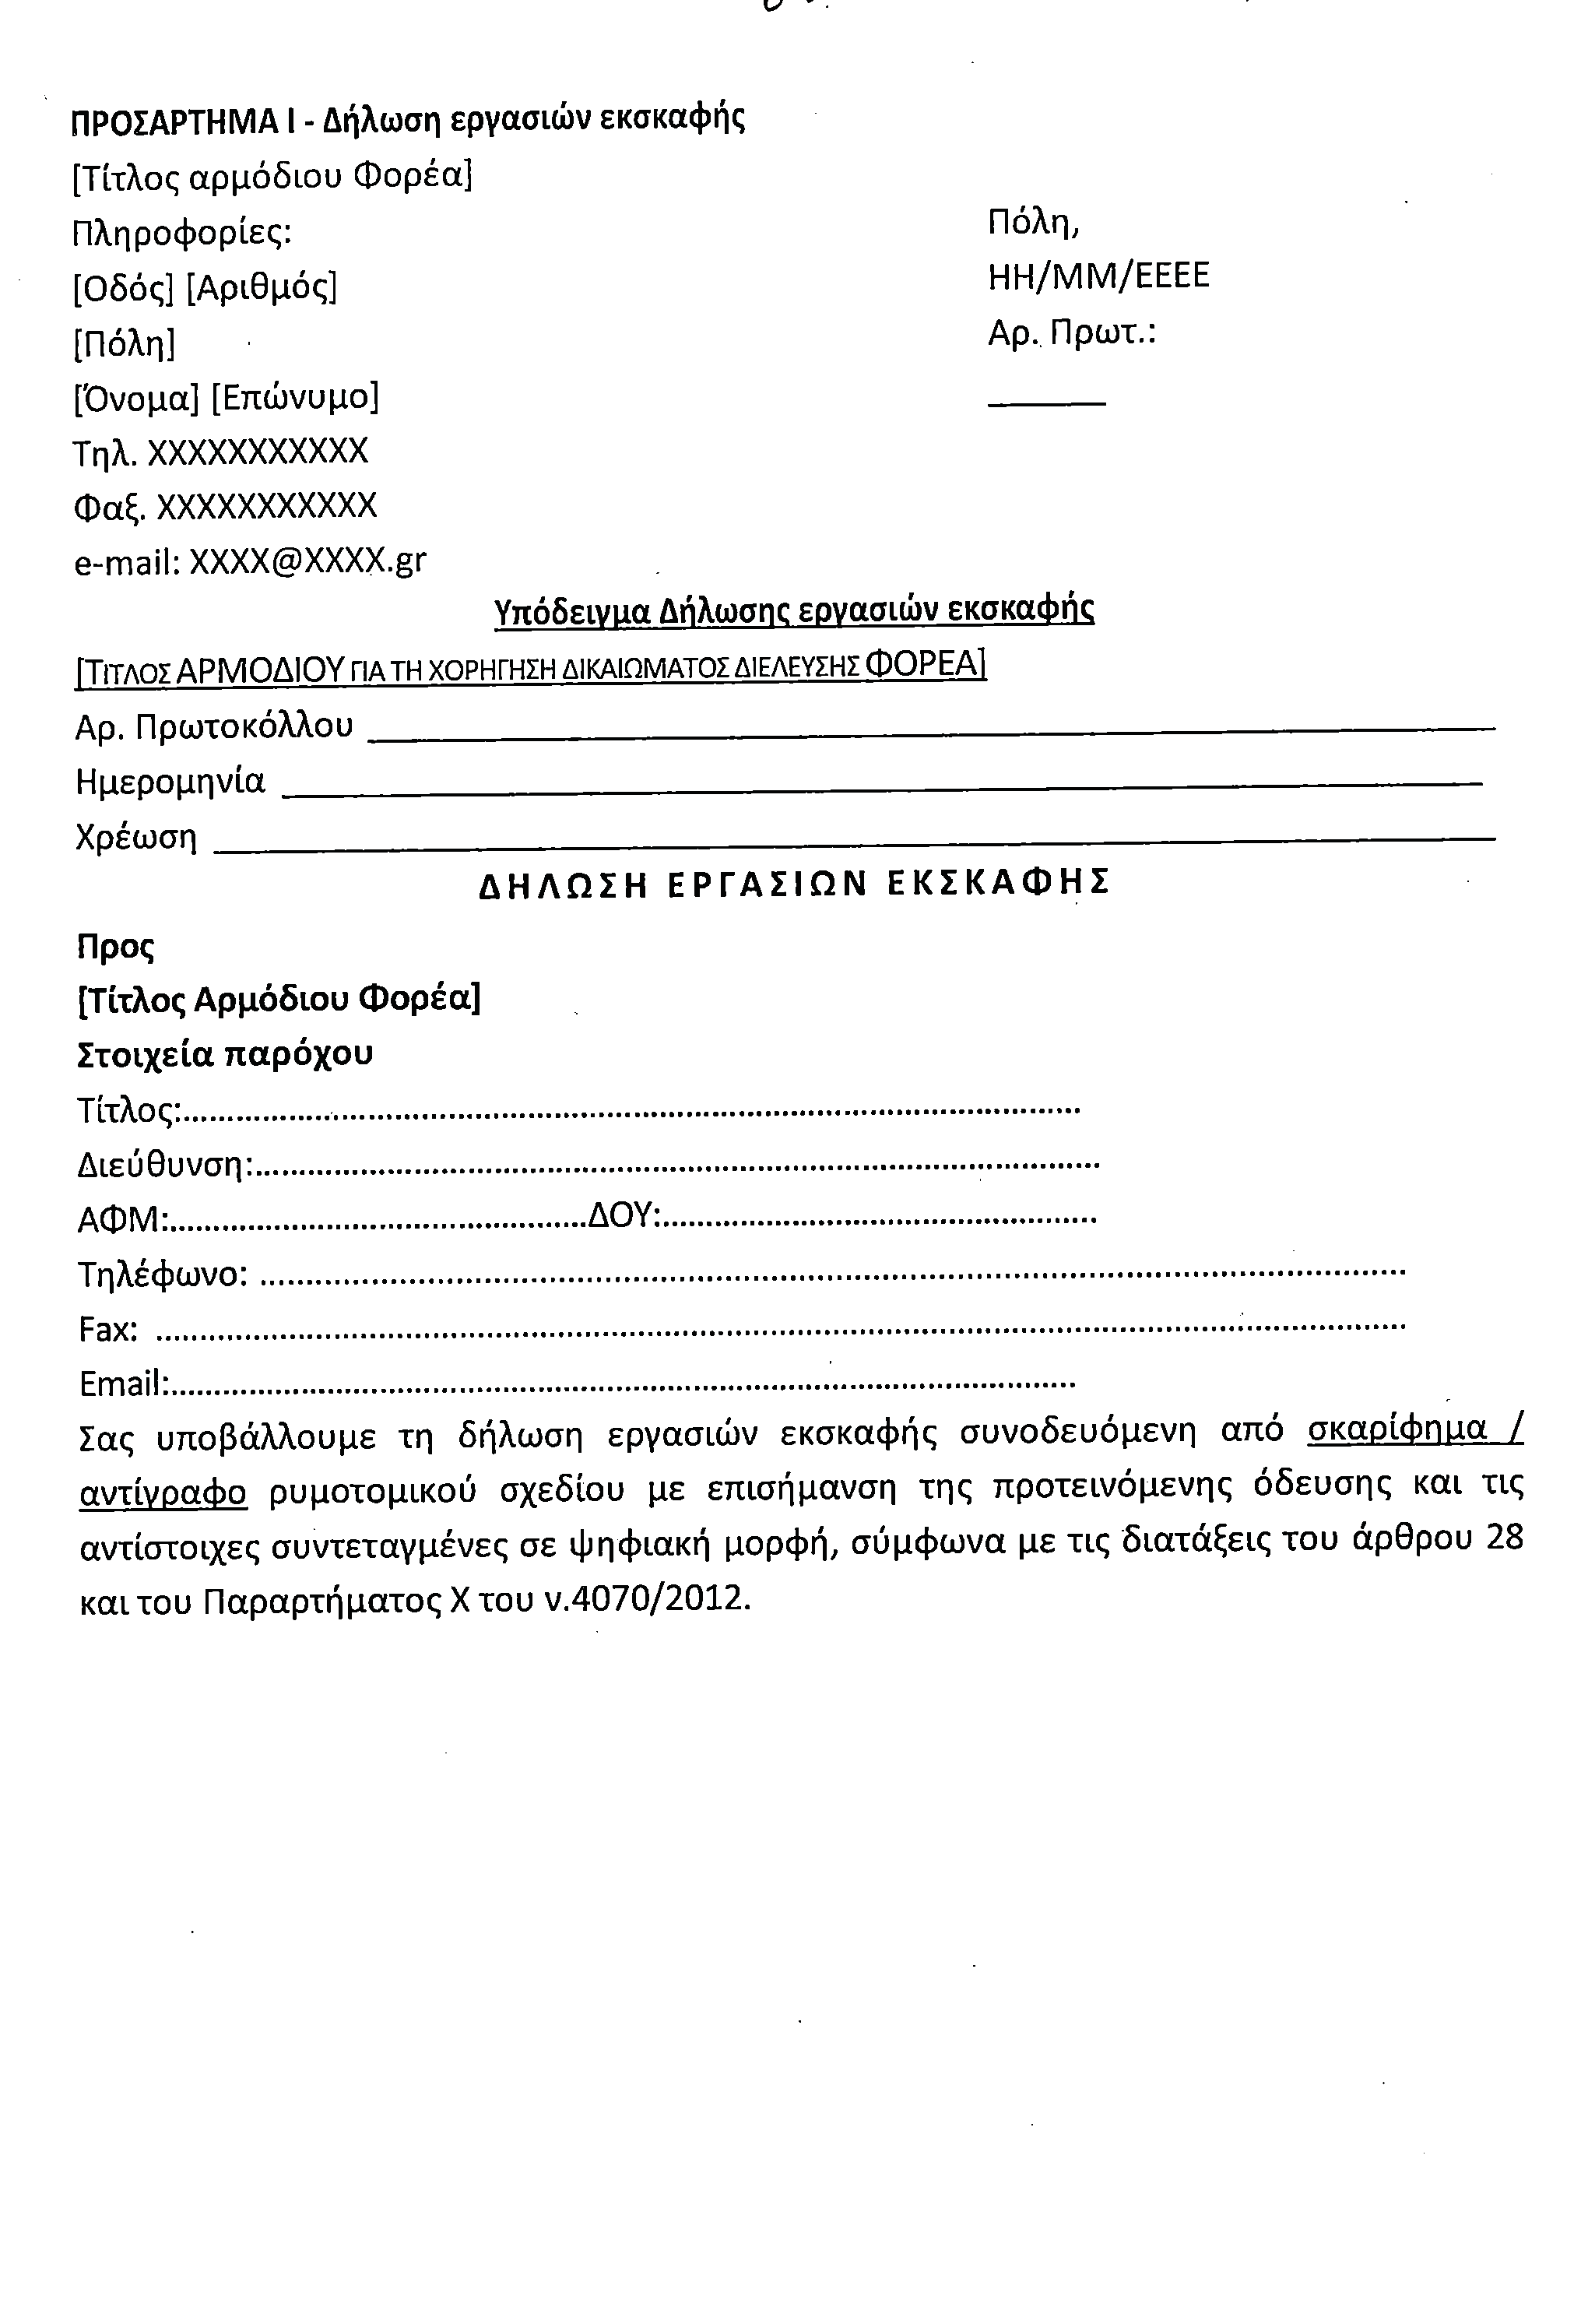 ΠΡΟΣΑΡΤΗΜΑ Ι - Δήλωση εργασιών εκσκαφής
[Τίτλος αρμόδιου Φορέα]
Πληροφορίες:
[Οδός] [Αριθμός]
[Πόλη]
[Όνομα] [Επώνυμο]
Τηλ. ΧΧΧΧΧΧΧΧΧΧΧ
Φαξ. ΧΧΧΧΧΧΧΧΧΧΧ
e-mail: XXXX@XXXX.gr
Πόλη,
ΗΗ/ΜΜ/ΕΕΕΕ
Αρ. Πρωτ.:
Υπόδειγμα Δήλωσης εργασιών εκσκαφής
[ΤΙΤΛΟΣ ΑΡΜΟΔΙΟΥ ΓΙΑ ΤΗ ΧΟΡΗΓΗΣΗ ΔΙΚΑΙΩΜΑΤΟΣ ΔΙΕΛΕΥΣΗΣ ΦΟΡΕΑ]
Αρ. Πρωτοκόλλου
Ημερομηνία
Χρέωση
ΔΗΛΩΣΗ ΕΡΓΑΣΙΩΝ ΕΚΣΚΑΦΗΣ
Προς
[Τίτλος Αρμόδιου Φορέα]
Στοιχεία παρόχου
Τίτλος:
Διεύθυνση:
ΑΦΜ: ΔΟΥ:
Τηλέφωνο:
Fax:
Email:
Σας υποβάλλουμε τη δήλωση εργασιών εκσκαφής συνοδευόμενη από σκαρίφημα /
αντίγραφο ρυμοτομικού σχεδίου με επισήμανση της προτεινόμενης όδευσης και τις
αντίστοιχες συντεταγμένες σε ψηφιακή μορφή, σύμφωνα με τις διατάξεις του άρθρου 28
και του Παραρτήματος Χ του ν.4070/2012.